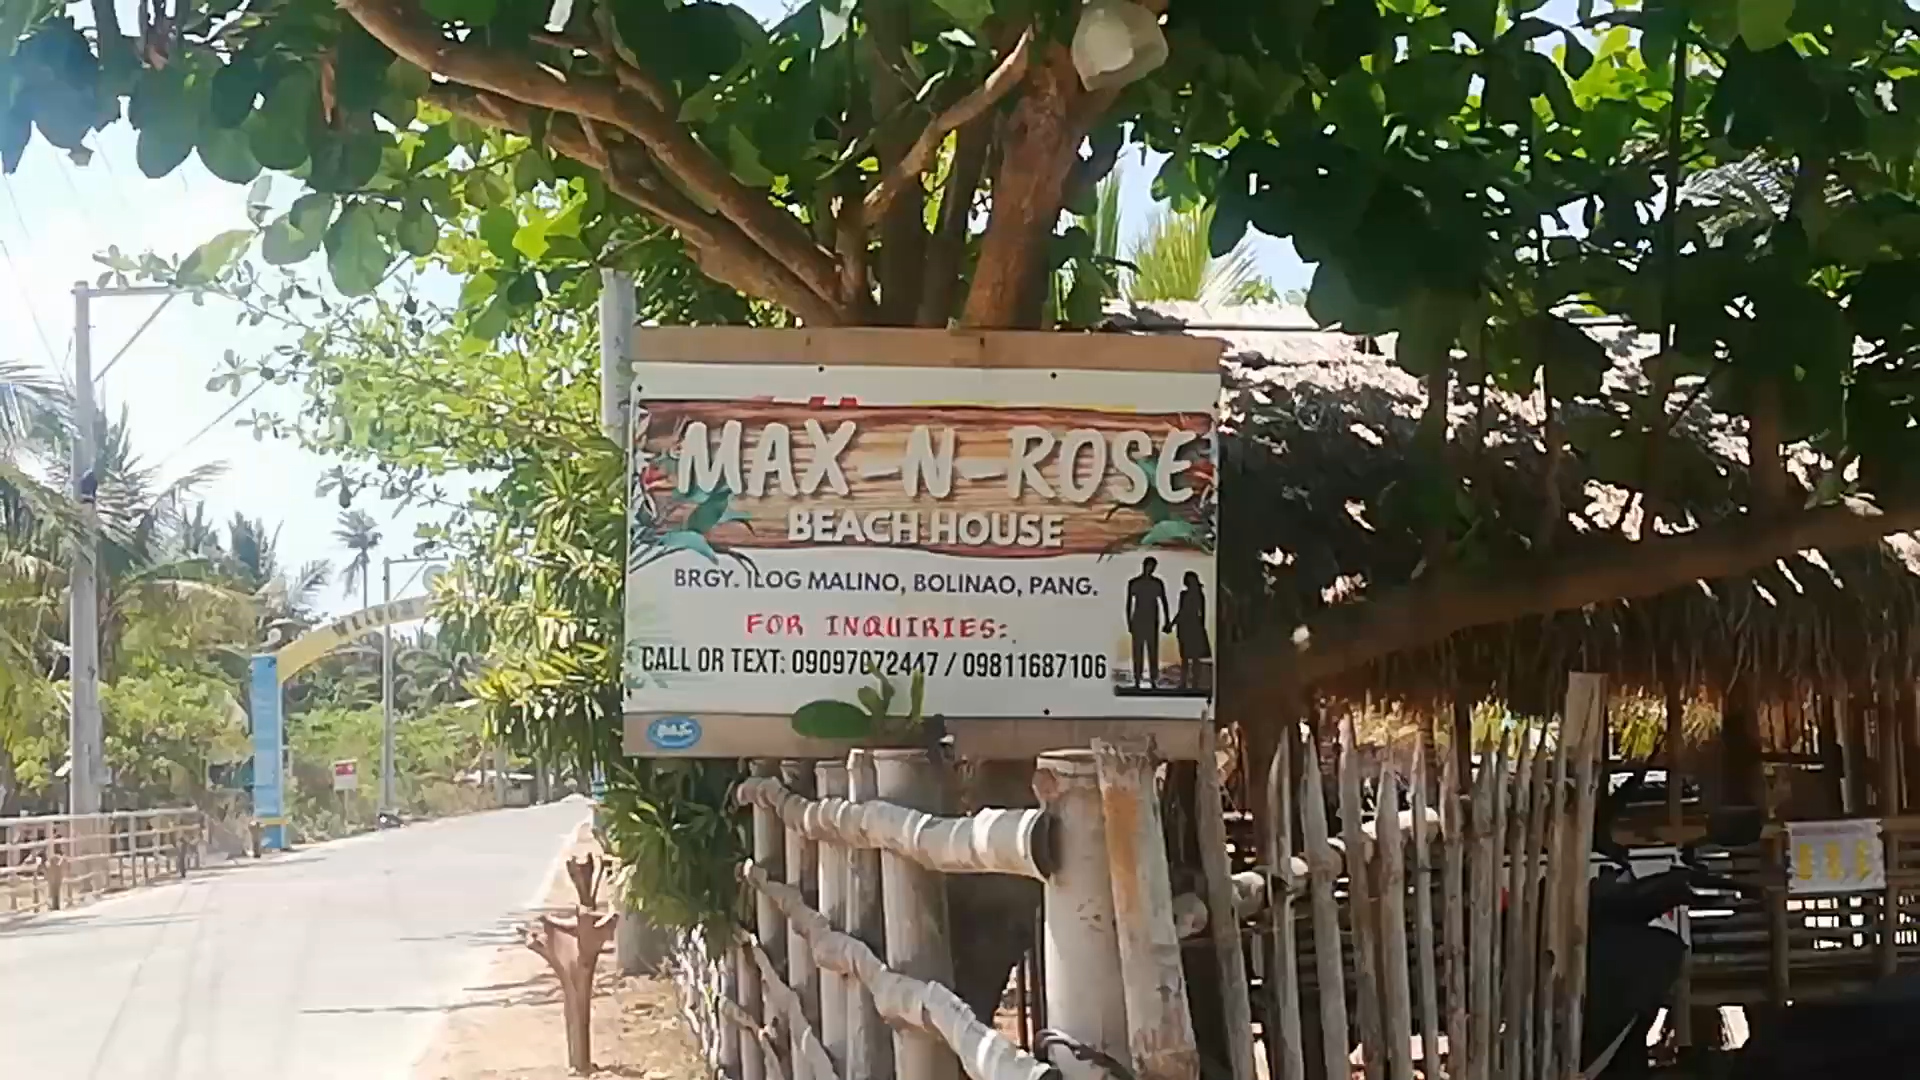 MAX-N-ROSE
BEACH HOUSE
BRGY. ILOG MALINO, BOLINAO, PANG.
FOR INQUIRIES:
CALL OR TEXT: 09097072447 / 09811687106